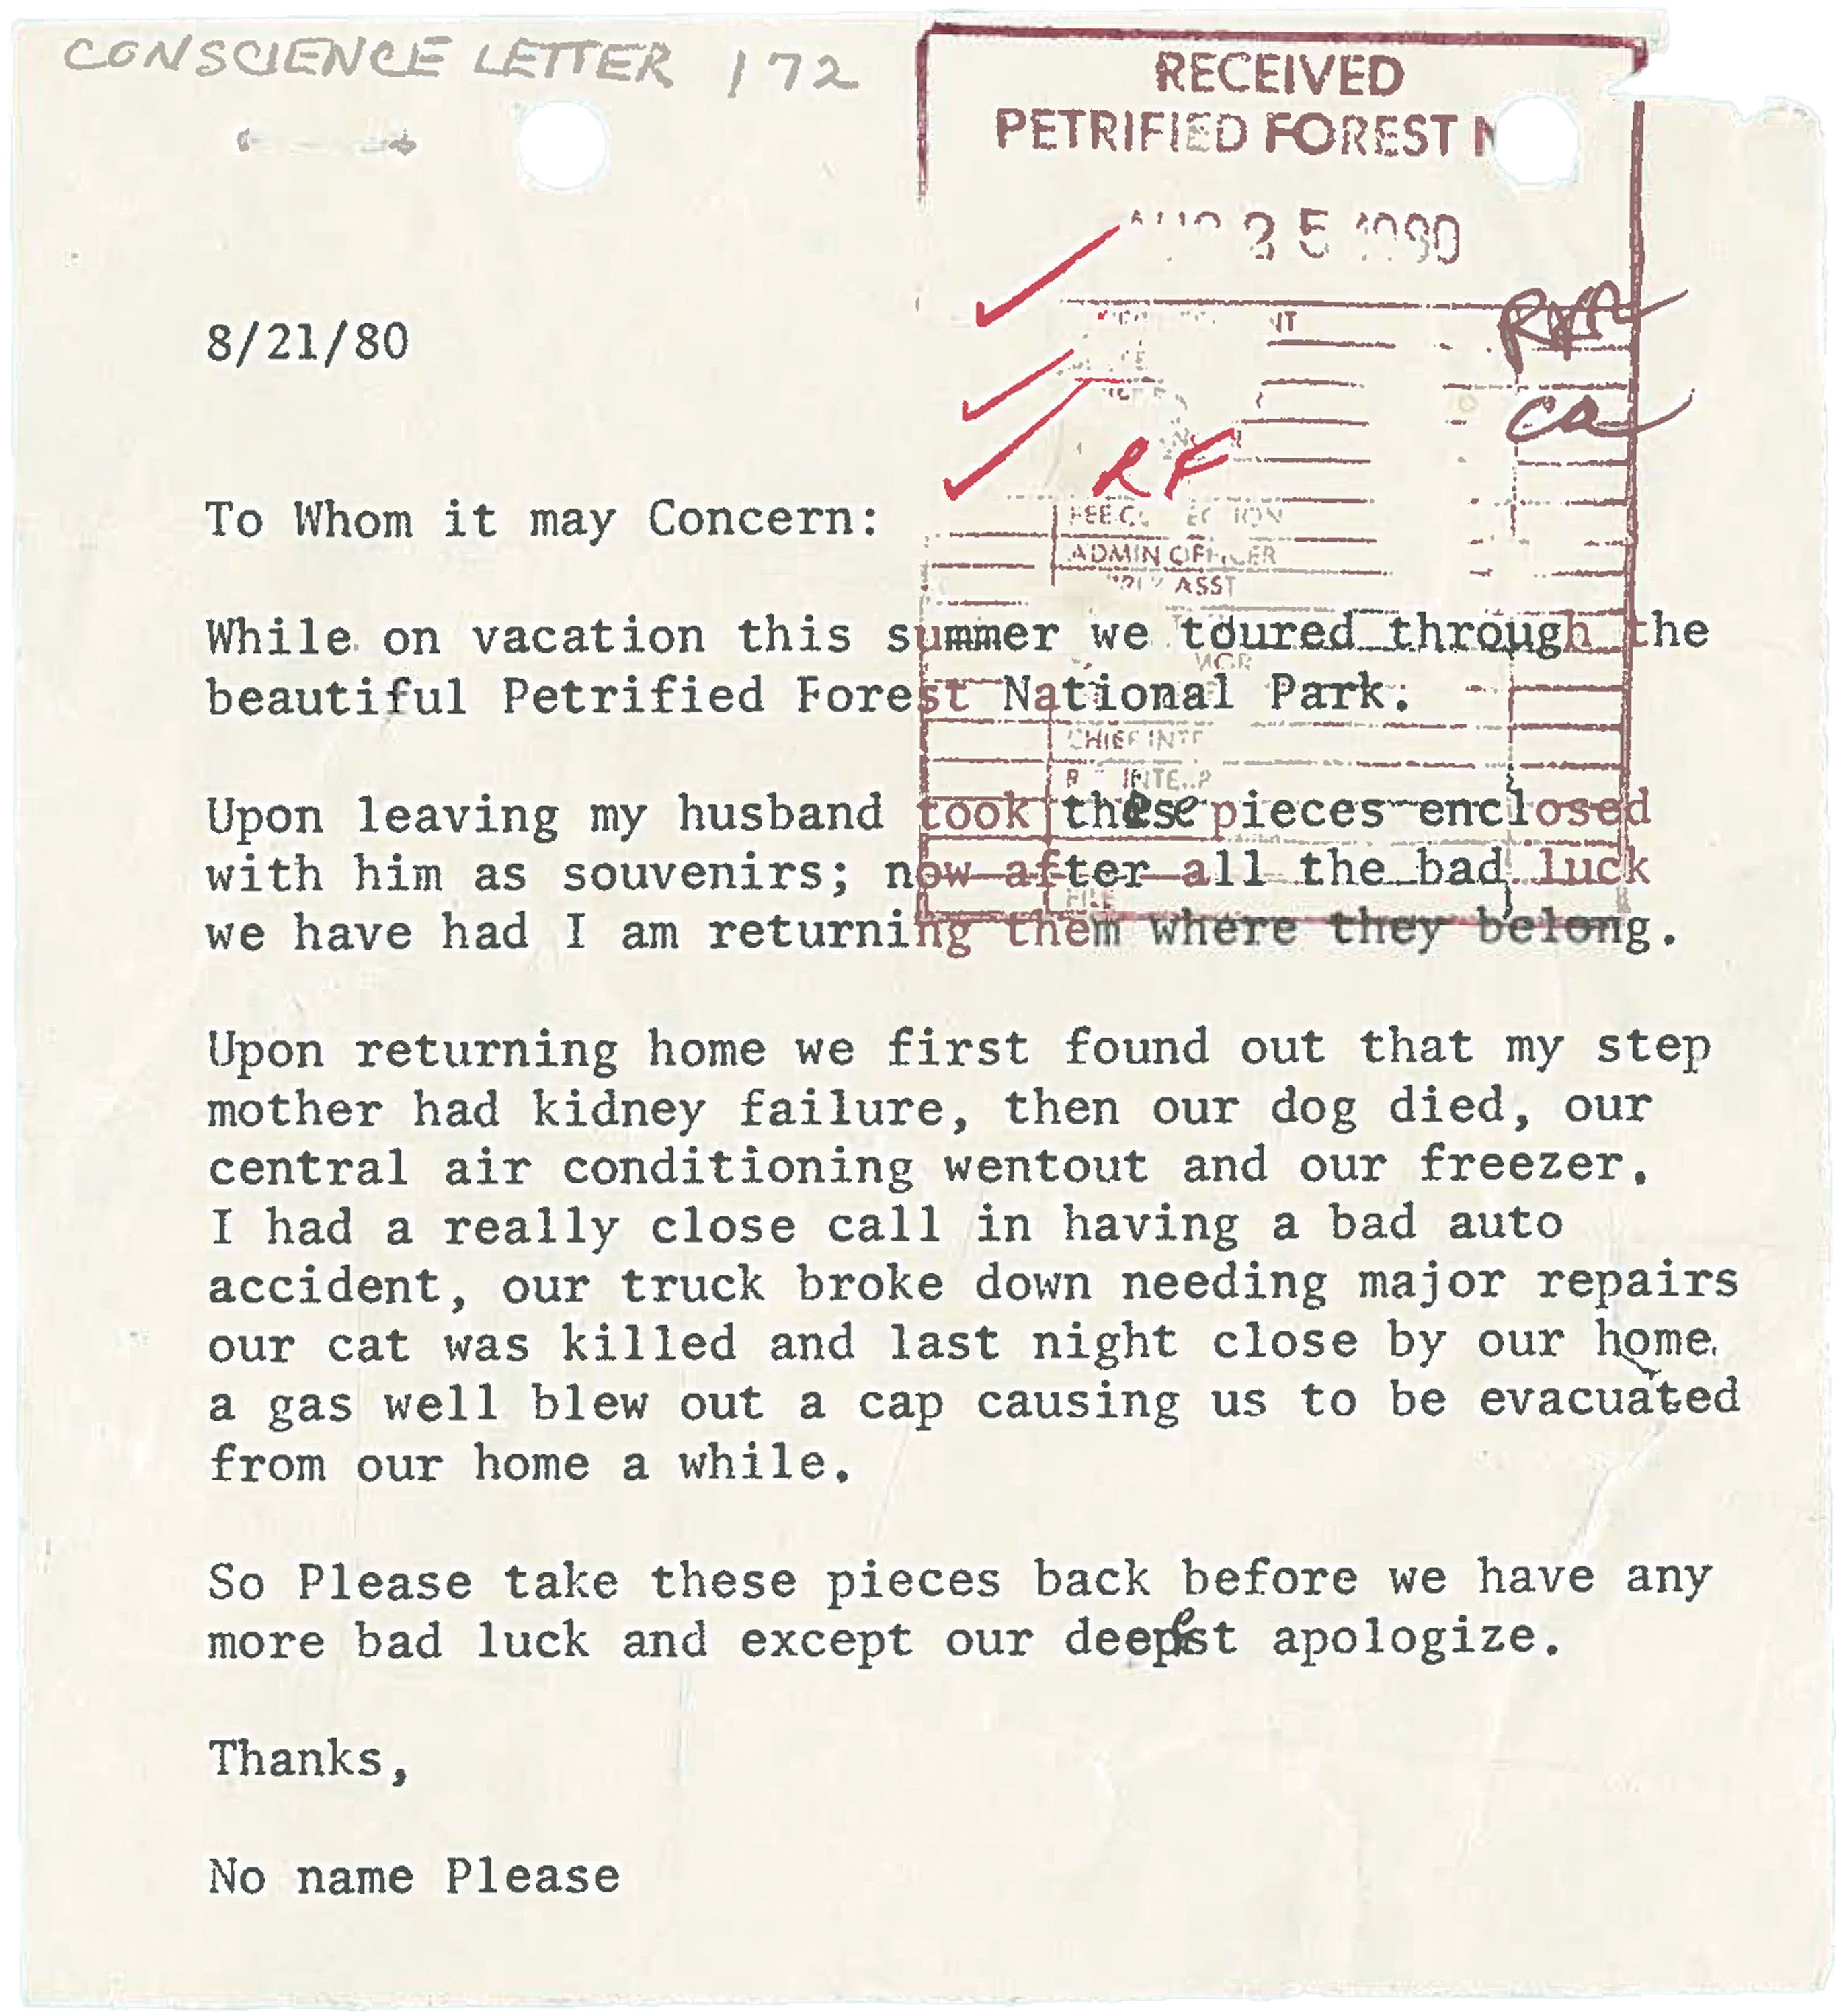 CONSCIENCE LETTER 172
RECEIVED
PETRIFIED FOREST
25
8/21/80
RF
CR
To Whom it may Concern:
ADMIN OFFICER
ASST
While on vacation this summer we toured through the
beautiful Petrified Forest National Park.
CHIEF
Upon leaving my husband took these pieces enclosed
with him as souvenirs; now after all the bad luck
FILE
we have had I am returning them where they belong.
Upon returning home we first found out that my step
mother had kidney failure, then our dog died, our
central air conditioning wentout and our freezer.
I had a really close call in having a bad auto
accident, our truck broke down needing major repairs
our cat was killed and last night close by our home
a gas well blew out a cap causing us to be evacuated
from our home a while.
So Please take these pieces back before we have any
more bad luck and except our deepest apologize.
Thanks,
No name Please